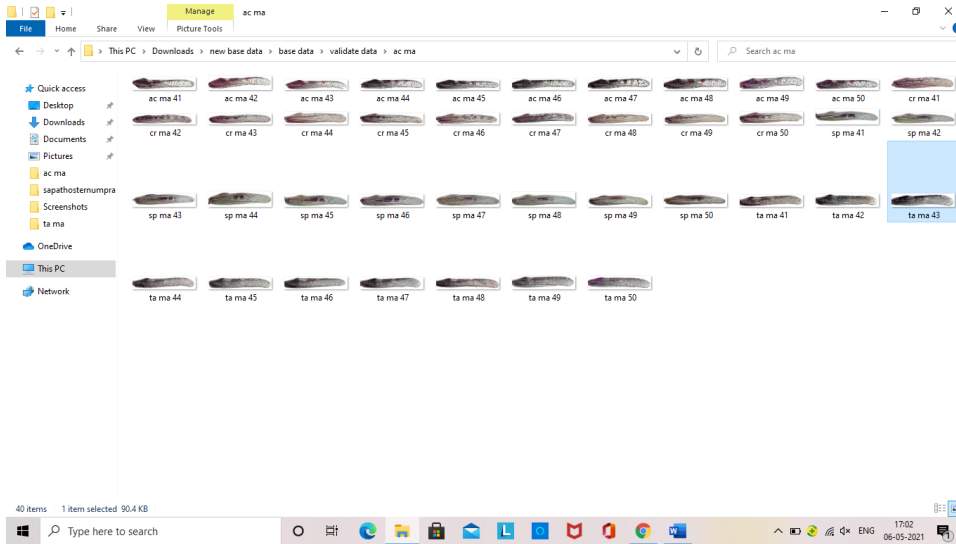 Manage ac ma
File Home Share View Picture Tools
This PC > Downloads > new base data > base data > validate data > ac ma Search ac ma
Quick access
Desktop
Downloads
Documents
Pictures
ac ma
sapathosternumpra
Screenshots
ta ma
OneDrive
This PC
Network
ac ma 41 ac ma 42 ac ma 43 ac ma 44 ac ma 45 ac ma 46 ac ma 47 ac ma 48 ac ma 49 ac ma 50 cr ma 41
cr ma 42 cr ma 43 cr ma 44 cr ma 45 cr ma 46 cr ma 47 cr ma 48 cr ma 49 cr ma 50 sp ma 41 sp ma 42
sp ma 43 sp ma 44 sp ma 45 sp ma 46 sp ma 47 sp ma 48 sp ma 49 sp ma 50 ta ma 41 ta ma 42 ta ma 43
ta ma 44 ta ma 45 ta ma 46 ta ma 47 ta ma 48 ta ma 49 ta ma 50
40 items 1 item selected 90.4 KB
Type here to search L W ENG 17:02
06-05-2021 1